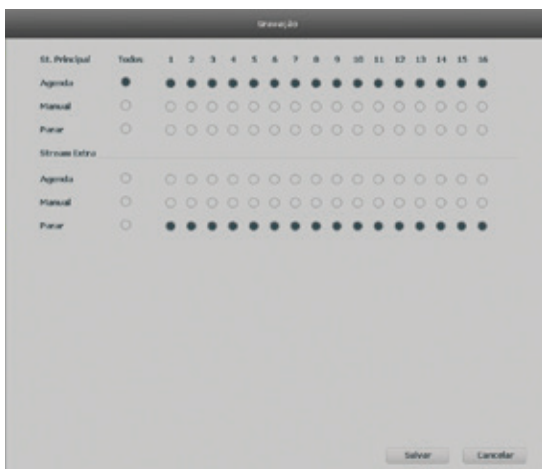 Gravação
St. Principal Todos 1 2 3 4 5 6 7 8 9 10 11 12 13 14 15 16
Agenda
Manual
Parar
Stream Extra
Agenda
Manual
Parar
Salvar Cancelar